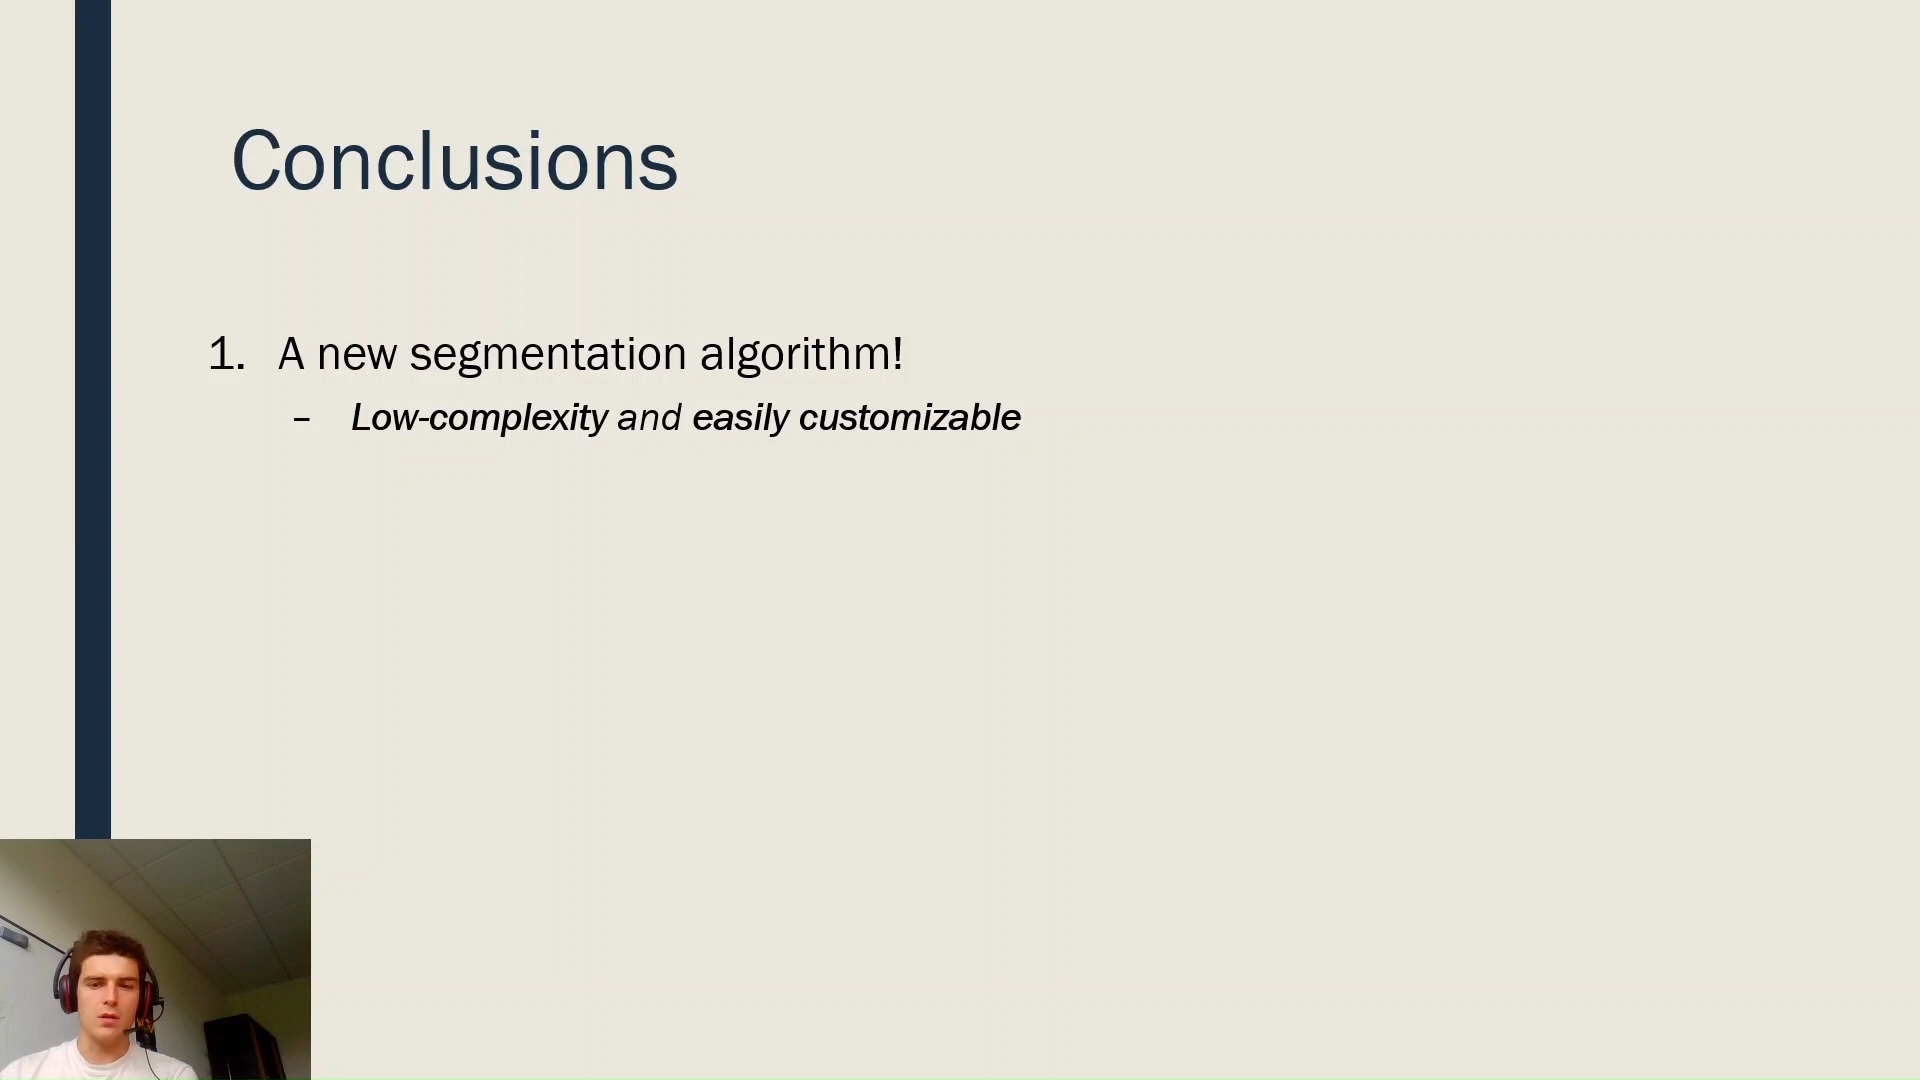 Conclusions
1. A new segmentation algorithm!
– Low-complexity and easily customizable